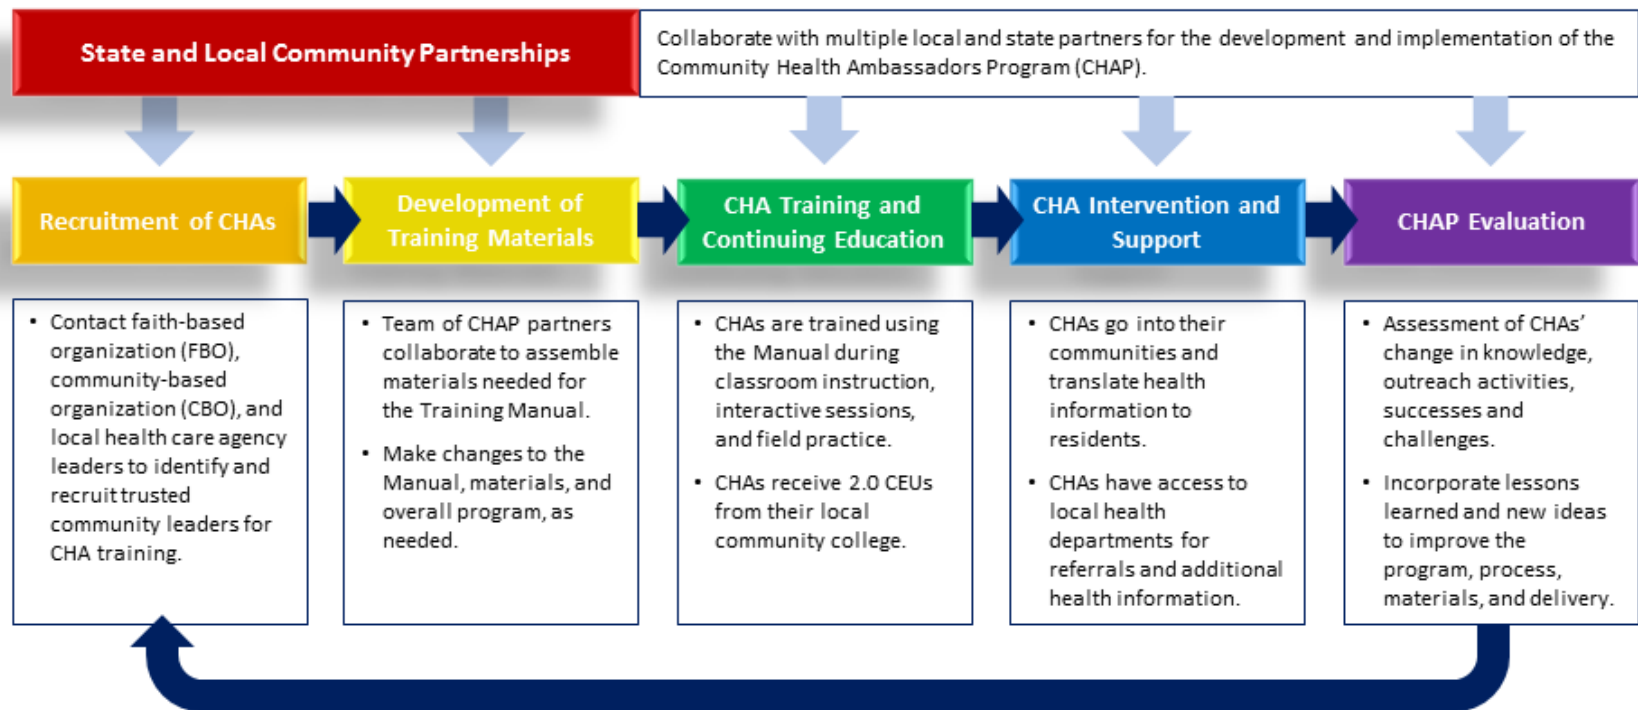 State and Local Community Partnerships
Collaborate with multiple local and state partners for the development and implementation of the
Community Health Ambassadors Program (CHAP).
Recruitment of CHAs
Development of
Training Materials
CHA Training and
Continuing Education
CHA Intervention and
Support
CHAP Evaluation
• Contact faith-based
organization (FBO),
community-based
organization (CBO), and
local health care agency
leaders to identify and
recruit trusted
community leaders for
CHA training.
• Team of CHAP partners
collaborate to assemble
materials needed for
the Training Manual.
• Make changes to the
Manual, materials, and
overall program, as
needed.
• CHAs are trained using
the Manual during
classroom instruction,
interactive sessions,
and field practice.
• CHAs receive 2.0 CEUs
from their local
community college.
• CHAs go into their
communities and
translate health
information to
residents.
• CHAs have access to
local health
departments for
referrals and additional
health information.
• Assessment of CHAs’
change in knowledge,
outreach activities,
successes and
challenges.
• Incorporate lessons
learned and new ideas
to improve the
program, process,
materials, and delivery.